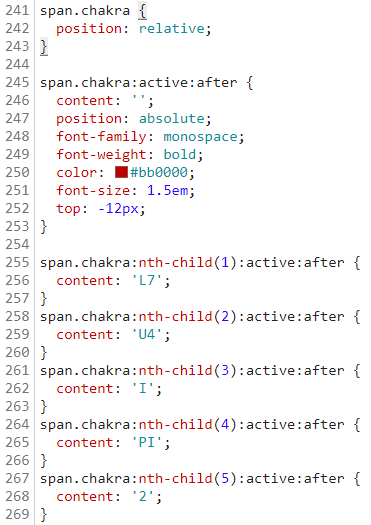 241 span.chakra {
242   position: relative;
243 }
244
245 span.chakra:active:after {
246   content: '';
247   position: absolute;
248   font-family: monospace;
249   font-weight: bold;
250   color: #bb0000;
251   font-size: 1.5em;
252   top: -12px;
253 }
254
255 span.chakra:nth-child(1):active:after {
256   content: 'L7';
257 }
258 span.chakra:nth-child(2):active:after {
259   content: 'U4';
260 }
261 span.chakra:nth-child(3):active:after {
262   content: 'I';
263 }
264 span.chakra:nth-child(4):active:after {
265   content: 'PI';
266 }
267 span.chakra:nth-child(5):active:after {
268   content: '2';
269 }